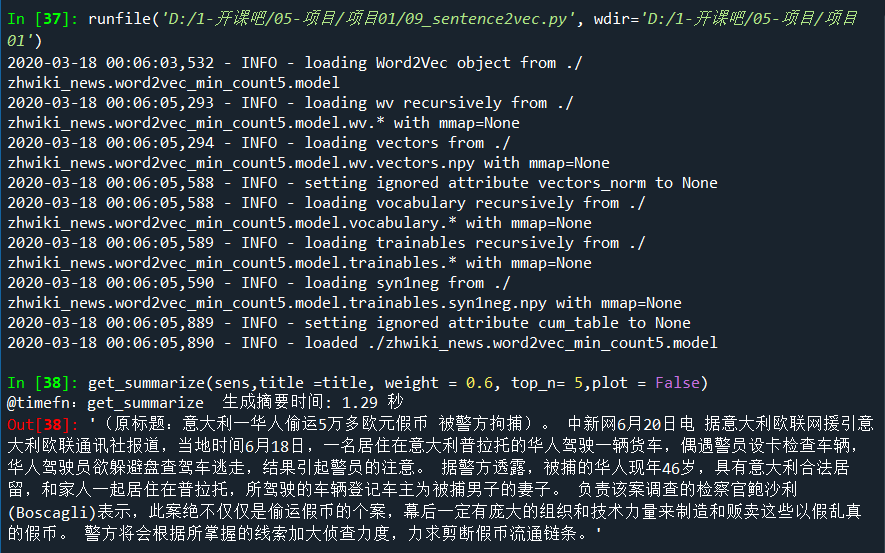 In [37]: runfile('D:/1-开课吧/05-项目/项目01/09_sentence2vec.py', wdir='D:/1-开课吧/05-项目/项目
01')
2020-03-18 00:06:03,532 - INFO - loading Word2Vec object from ./
zhwiki_news.word2vec_min_count5.model
2020-03-18 00:06:05,293 - INFO - loading wv recursively from ./
zhwiki_news.word2vec_min_count5.model.wv.* with mmap=None
2020-03-18 00:06:05,294 - INFO - loading vectors from ./
zhwiki_news.word2vec_min_count5.model.wv.vectors.npy with mmap=None
2020-03-18 00:06:05,588 - INFO - setting ignored attribute vectors_norm to None
2020-03-18 00:06:05,588 - INFO - loading vocabulary recursively from ./
zhwiki_news.word2vec_min_count5.model.vocabulary.* with mmap=None
2020-03-18 00:06:05,589 - INFO - loading trainables recursively from ./
zhwiki_news.word2vec_min_count5.model.trainables.* with mmap=None
2020-03-18 00:06:05,590 - INFO - loading syn1neg from ./
zhwiki_news.word2vec_min_count5.model.trainables.syn1neg.npy with mmap=None
2020-03-18 00:06:05,889 - INFO - setting ignored attribute cum_table to None
2020-03-18 00:06:05,890 - INFO - loaded ./zhwiki_news.word2vec_min_count5.model
In [38]: get_summarize(sens,title =title, weight = 0.6, top_n= 5,plot = False)
@timefn：get_summarize 生成摘要时间: 1.29 秒
Out[38]: '（原标题：意大利一华人偷运5万多欧元假币 被警方拘捕）。 中新网6月20日电 据意大利欧联网援引意
大利欧联通讯社报道，当地时间6月18日，一名居住在意大利普拉托的华人驾驶一辆货车，偶遇警员设卡检查车辆，
华人驾驶员欲躲避盘查驾车逃走，结果引起警员的注意。 据警方透露，被捕的华人现年46岁，具有意大利合法居
留，和家人一起居住在普拉托，所驾驶的车辆登记车主为被捕男子的妻子。 负责该案调查的检察官鲍沙利
(Boscagli)表示，此案绝不仅仅是偷运假币的个案，幕后一定有庞大的组织和技术力量来制造和贩卖这些以假乱真
的假币。 警方将会根据所掌握的线索加大侦查力度，力求剪断假币流通链条。'